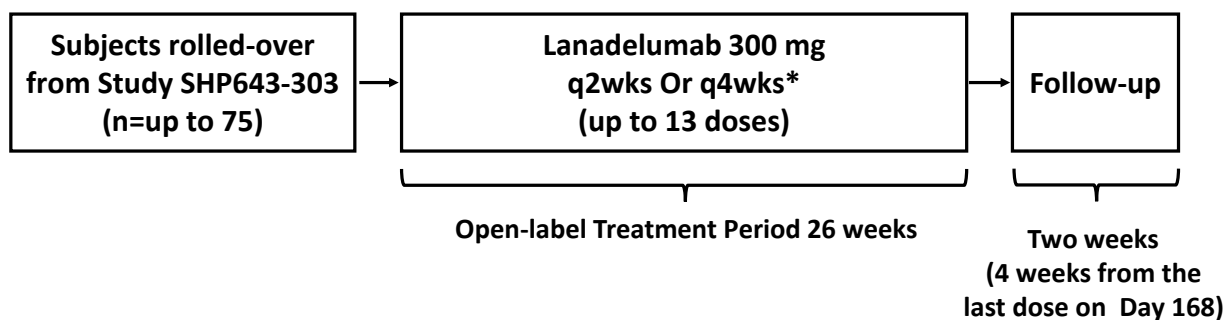 Subjects rolled-over
from Study SHP643-303
(n=up to 75)
Lanadelumab 300 mg
q2wks Or q4wks*
(up to 13 doses)
Follow-up
Open-label Treatment Period 26 weeks
Two weeks
(4 weeks from the
last dose on Day 168)